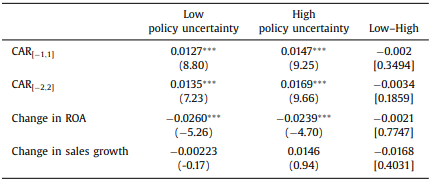 Low High
policy uncertainty policy uncertainty Low–High
CAR[−1.1] 0.0127*** 0.0147*** −0.002
(8.80) (9.25) [0.3494]
CAR[−2.2] 0.0135*** 0.0169*** −0.0034
(7.23) (9.66) [0.1859]
Change in ROA −0.0260*** −0.0239*** −0.0021
(−5.26) (−4.70) [0.7747]
Change in sales growth −0.00223 0.0146 −0.0168
(-0.17) (0.94) [0.4031]